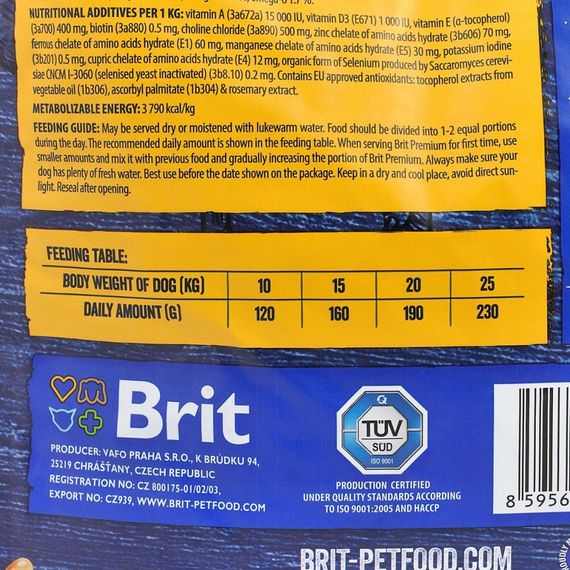 NUTRITIONAL ADDITIVES PER 1 KG: vitamin A (3a672a) 15 000 IU, vitamin D3 (E671) 1 000 IU, vitamin E (α-tocopherol)
(3a700) 400 mg, biotin (3a880) 0.5 mg, choline chloride (3a890) 500 mg, zinc chelate of amino acids hydrate (3b606) 70 mg,
ferrous chelate of amino acids hydrate (E1) 60 mg, manganese chelate of amino acids hydrate (E5) 30 mg, potassium iodine
(3b201) 0.5 mg, cupric chelate of amino acids hydrate (E4) 12 mg, organic form of Selenium produced by Saccaromyces cerevi-
siae CNCM I-3060 (selenised yeast inactivated) (3b8.10) 0.2 mg. Contains EU approved antioxidants: tocopherol extracts from
vegetable oil (1b306), ascorbyl palmitate (1b304) & rosemary extract.
METABOLIZABLE ENERGY: 3 790 kcal/kg
FEEDING GUIDE: May be served dry or moistened with lukewarm water. Food should be divided into 1-2 equal portions
during the day. The recommended daily amount is shown in the feeding table. When serving Brit Premium for first time, use
smaller amounts and mix it with previous food and gradually increasing the portion of Brit Premium. Always make sure your
dog has plenty of fresh water. Best use before the date shown on the package. Keep in a dry and cool place, avoid direct sun-
light. Reseal after opening.
FEEDING TABLE:
BODY WEIGHT OF DOG (KG) 10 15 20 25
DAILY AMOUNT (G) 120 160 190 230
Brit
PRODUCER: VAFO PRAHA S.R.O., K BRŮDKU 94,
25219 CHRÁŠŤANY, CZECH REPUBLIC
REGISTRATION NO: CZ 800175-01/02/03,
EXPORT NO: CZ939, WWW.BRIT-PETFOOD.COM
TÜV
SÜD
ISO 9001
PRODUCTION CERTIFIED
UNDER QUALITY STANDARDS ACCORDING
TO ISO 9001:2005 AND HACCP
8 5956
BRIT-PETFOOD.COM